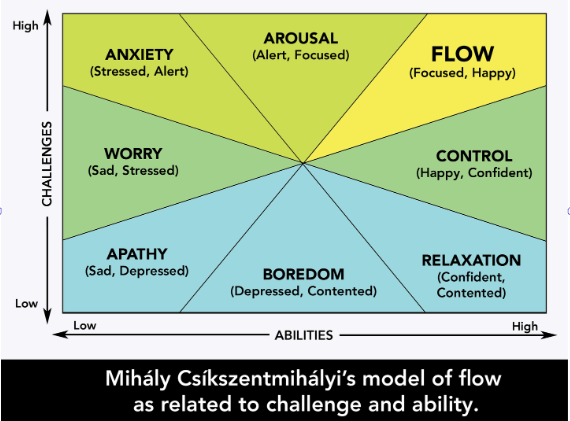 High
ANXIETY
(Stressed, Alert)
AROUSAL
(Alert, Focused)
FLOW
(Focused, Happy)
CHALLENGES
WORRY
(Sad, Stressed)
CONTROL
(Happy, Confident)
APATHY
(Sad, Depressed)
BOREDOM
(Depressed, Contented)
RELAXATION
(Confident,
Contented)
Low
Low
ABILITIES
High
Mihály Csíkszentmihályi’s model of flow
as related to challenge and ability.